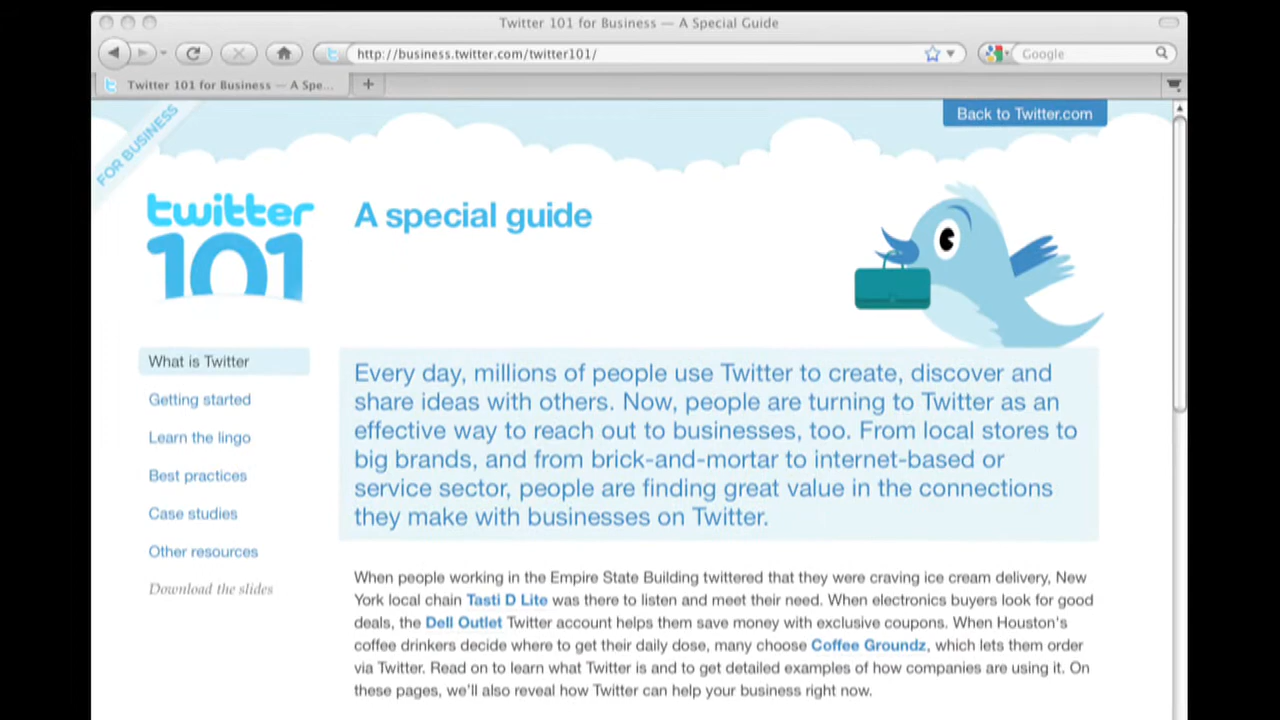 Twitter 101 for Business — A Special Guide
http://business.twitter.com/twitter101/
Google
Twitter 101 for Business — A Spe...
FOR BUSINESS
Back to Twitter.com
twitter
101
A special guide
What is Twitter
Getting started
Learn the lingo
Best practices
Case studies
Other resources
Download the slides
Every day, millions of people use Twitter to create, discover and
share ideas with others. Now, people are turning to Twitter as an
effective way to reach out to businesses, too. From local stores to
big brands, and from brick-and-mortar to internet-based or
service sector, people are finding great value in the connections
they make with businesses on Twitter.
When people working in the Empire State Building twittered that they were craving ice cream delivery, New
York local chain Tasti D Lite was there to listen and meet their need. When electronics buyers look for good
deals, the Dell Outlet Twitter account helps them save money with exclusive coupons. When Houston's
coffee drinkers decide where to get their daily dose, many choose Coffee Groundz, which lets them order
via Twitter. Read on to learn what Twitter is and to get detailed examples of how companies are using it. On
these pages, we'll also reveal how Twitter can help your business right now.